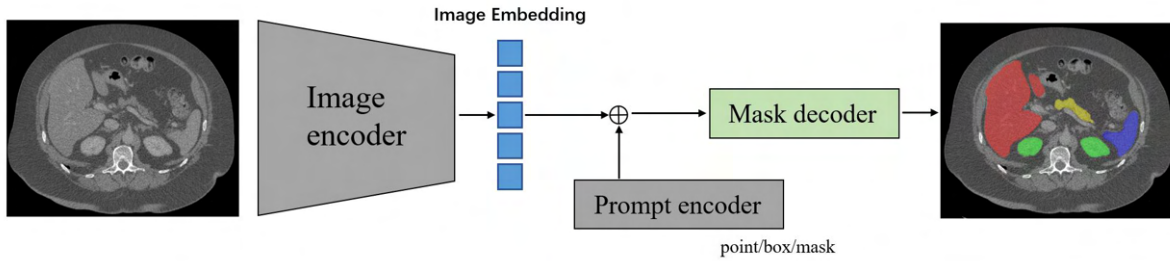 Image Embedding
Image
encoder
Mask decoder
Prompt encoder
point/box/mask